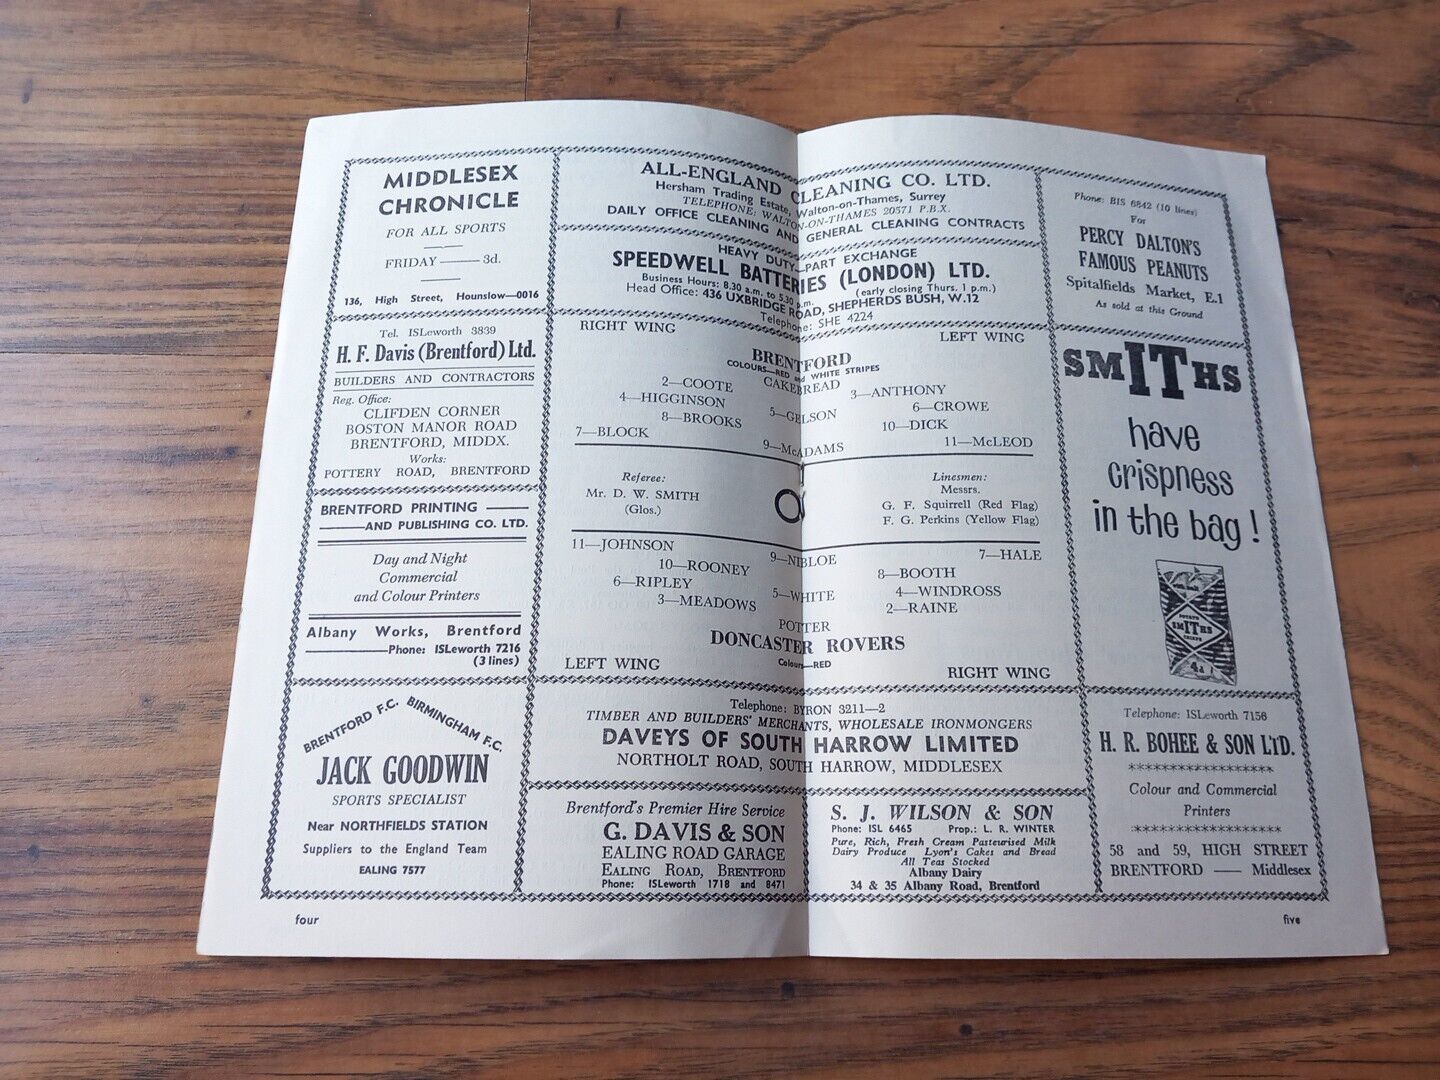 MIDDLESEX
CHRONICLE
FOR ALL SPORTS
FRIDAY —— 3d.
136, High Street, Hounslow—0016
Tel. ISLeworth 3839
H. F. Davis (Brentford) Ltd.
BUILDERS AND CONTRACTORS
Reg. Office:
CLIFDEN CORNER
BOSTON MANOR ROAD
BRENTFORD, MIDDX.
Works:
POTTERY ROAD, BRENTFORD
BRENTFORD PRINTING ——
—— AND PUBLISHING CO. LTD.
Day and Night
Commercial
and Colour Printers
Albany Works, Brentford
—— Phone: ISLeworth 7216
(3 lines)
BRENTFORD F.C. BIRMINGHAM F.C.
JACK GOODWIN
SPORTS SPECIALIST
Near NORTHFIELDS STATION
Suppliers to the England Team
EALING 7577
four
ALL-ENGLAND CLEANING CO. LTD.
Hersham Trading Estate, Walton-on-Thames, Surrey
TELEPHONE: WALTON-ON-THAMES 20571 P.B.X.
DAILY OFFICE CLEANING AND GENERAL CLEANING CONTRACTS
HEAVY DUTY—PART EXCHANGE
SPEEDWELL BATTERIES (LONDON) LTD.
Business Hours: 8.30 a.m. to 5.30 p.m. (early closing Thurs. 1 p.m.)
Head Office: 436 UXBRIDGE ROAD, SHEPHERDS BUSH, W.12
Telephone: SHE 4224
RIGHT WING LEFT WING
BRENTFORD
COLOURS—RED and WHITE STRIPES
CAKEBREAD
2—COOTE 3—ANTHONY
4—HIGGINSON 5—GELSON 6—CROWE
8—BROOKS 10—DICK
7—BLOCK 9—McADAMS 11—McLEOD
Referee:
Mr. D. W. SMITH
(Glos.)
Linesmen:
Messrs.
G. F. Squirrell (Red Flag)
F. G. Perkins (Yellow Flag)
11—JOHNSON 9—NIBLOE 7—HALE
10—ROONEY 8—BOOTH
6—RIPLEY 5—WHITE 4—WINDROSS
3—MEADOWS 2—RAINE
POTTER
DONCASTER ROVERS
Colours—RED
LEFT WING RIGHT WING
Telephone: BYRON 3211—2
TIMBER AND BUILDERS' MERCHANTS, WHOLESALE IRONMONGERS
DAVEYS OF SOUTH HARROW LIMITED
NORTHOLT ROAD, SOUTH HARROW, MIDDLESEX
Brentford's Premier Hire Service
G. DAVIS & SON
EALING ROAD GARAGE
EALING ROAD, BRENTFORD
Phone: ISLeworth 1718 and 8471
S. J. WILSON & SON
Phone: ISL 6465 Prop.: L. R. WINTER
Pure, Rich, Fresh Cream Pasteurised Milk
Dairy Produce Lyon's Cakes and Bread
All Teas Stocked
Albany Dairy
34 & 35 Albany Road, Brentford
Phone: BIS 6842 (10 lines)
For
PERCY DALTON'S
FAMOUS PEANUTS
Spitalfields Market, E.1
As sold at this Ground
SMITHS
have
crispness
in the bag!
POTATO
SMITHS
CRISPS
4d
Telephone: ISLeworth 7156
H. R. BOHEE & SON LTD.
******************
Colour and Commercial
Printers
******************
58 and 59, HIGH STREET
BRENTFORD —— Middlesex
five